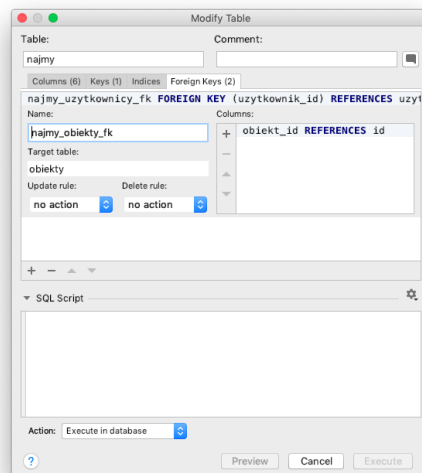 Modify Table
Table:
Comment:
najmy
Columns (6) Keys (1) Indices Foreign Keys (2)
najmy_uzytkownicy_fk FOREIGN KEY (uzytkownik_id) REFERENCES uzyt
Name:
Columns:
najmy_obiekty_fk
obiekt_id REFERENCES id
Target table:
obiekty
Update rule:
Delete rule:
no action
no action
SQL Script
Action:
Execute in database
?
Preview
Cancel
Execute